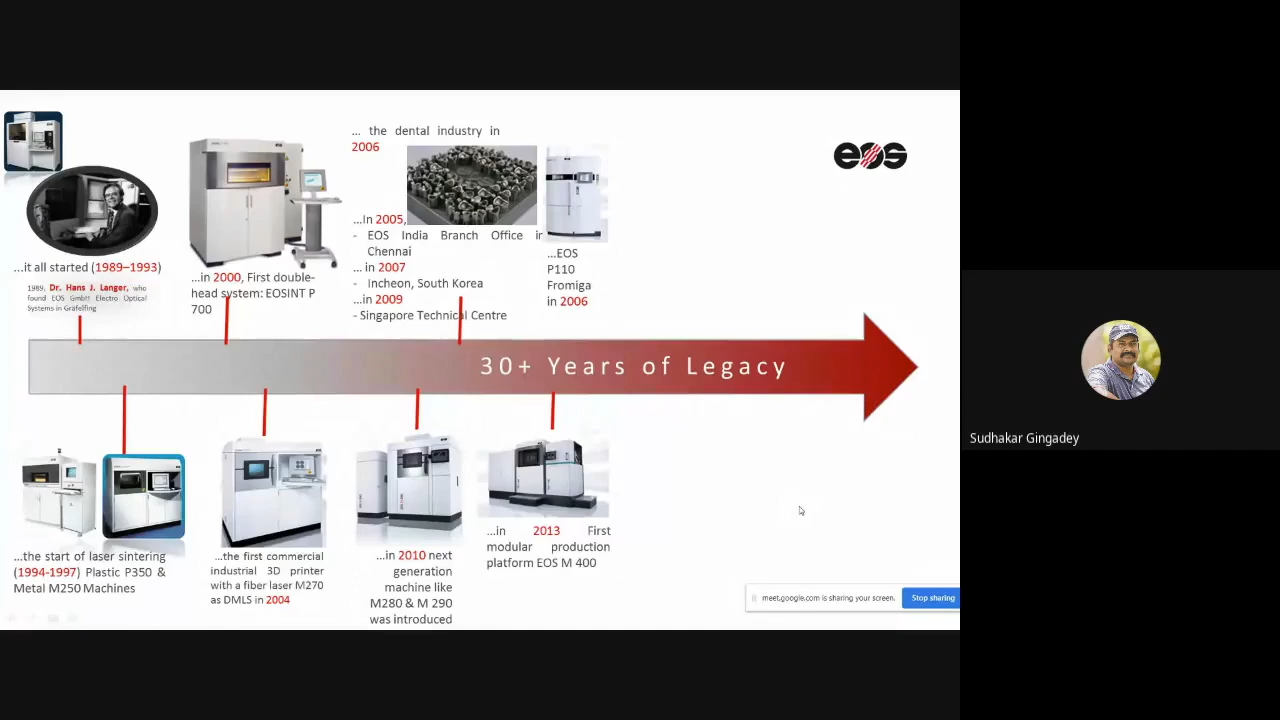 ... the dental industry in
2006
eos
...In 2005,
- EOS India Branch Office in
Chennai
... in 2007
- Incheon, South Korea
...in 2009
- Singapore Technical Centre
...EOS
P110
Fromiga
in 2006
...it all started (1989–1993)
1989, Dr. Hans J. Langer, who
found EOS GmbH Electro Optical
Systems in Gräfelfing
...in 2000, First double-
head system: EOSINT P
700
30+ Years of Legacy
...the start of laser sintering
(1994-1997) Plastic P350 &
Metal M250 Machines
...the first commercial
industrial 3D printer
with a fiber laser M270
as DMLS in 2004
...in 2010 next
generation
machine like
M280 & M 290
was introduced
...in 2013 First
modular production
platform EOS M 400
meet.google.com is sharing your screen.
Stop sharing
Sudhakar Gingadey